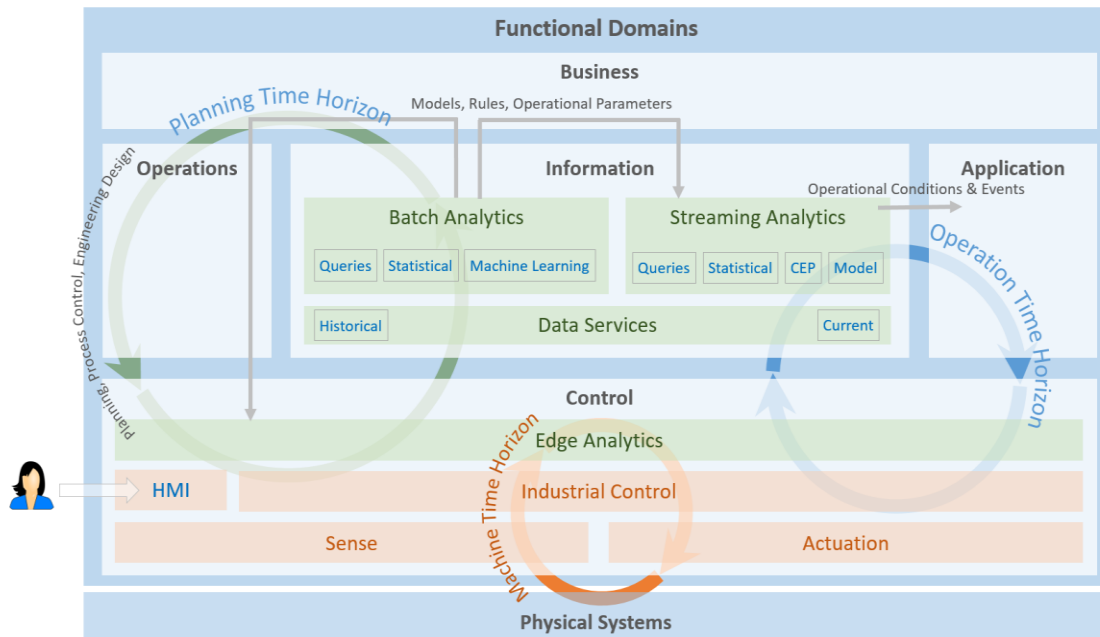 Functional Domains
Business
Planning Time Horizon
Models, Rules, Operational Parameters
Planning, Process Control, Engineering Design
Operations
Information
Application
Operational Conditions & Events
Batch Analytics
Streaming Analytics
Queries
Statistical
Machine Learning
Queries
Statistical
CEP
Model
Operation Time Horizon
Historical
Data Services
Current
Control
Edge Analytics
Machine Time Horizon
HMI
Industrial Control
Sense
Actuation
Physical Systems